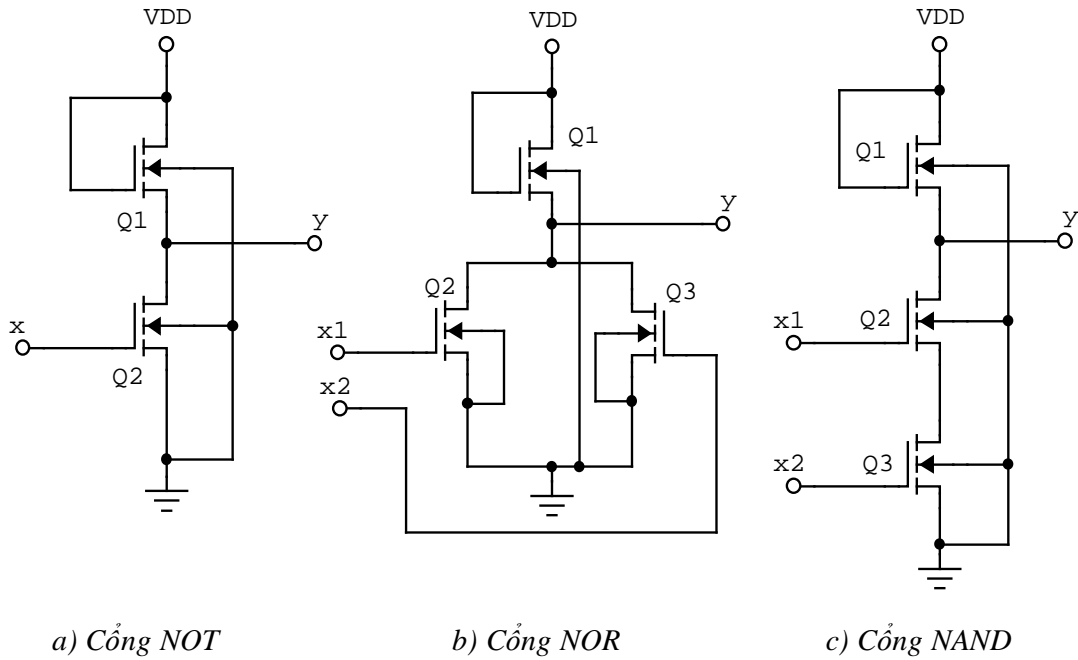 VDD
Q1
y
x
Q2
a) Cổng NOT
VDD
Q1
y
Q2
Q3
x1
x2
b) Cổng NOR
VDD
Q1
y
x1
Q2
x2
Q3
c) Cổng NAND